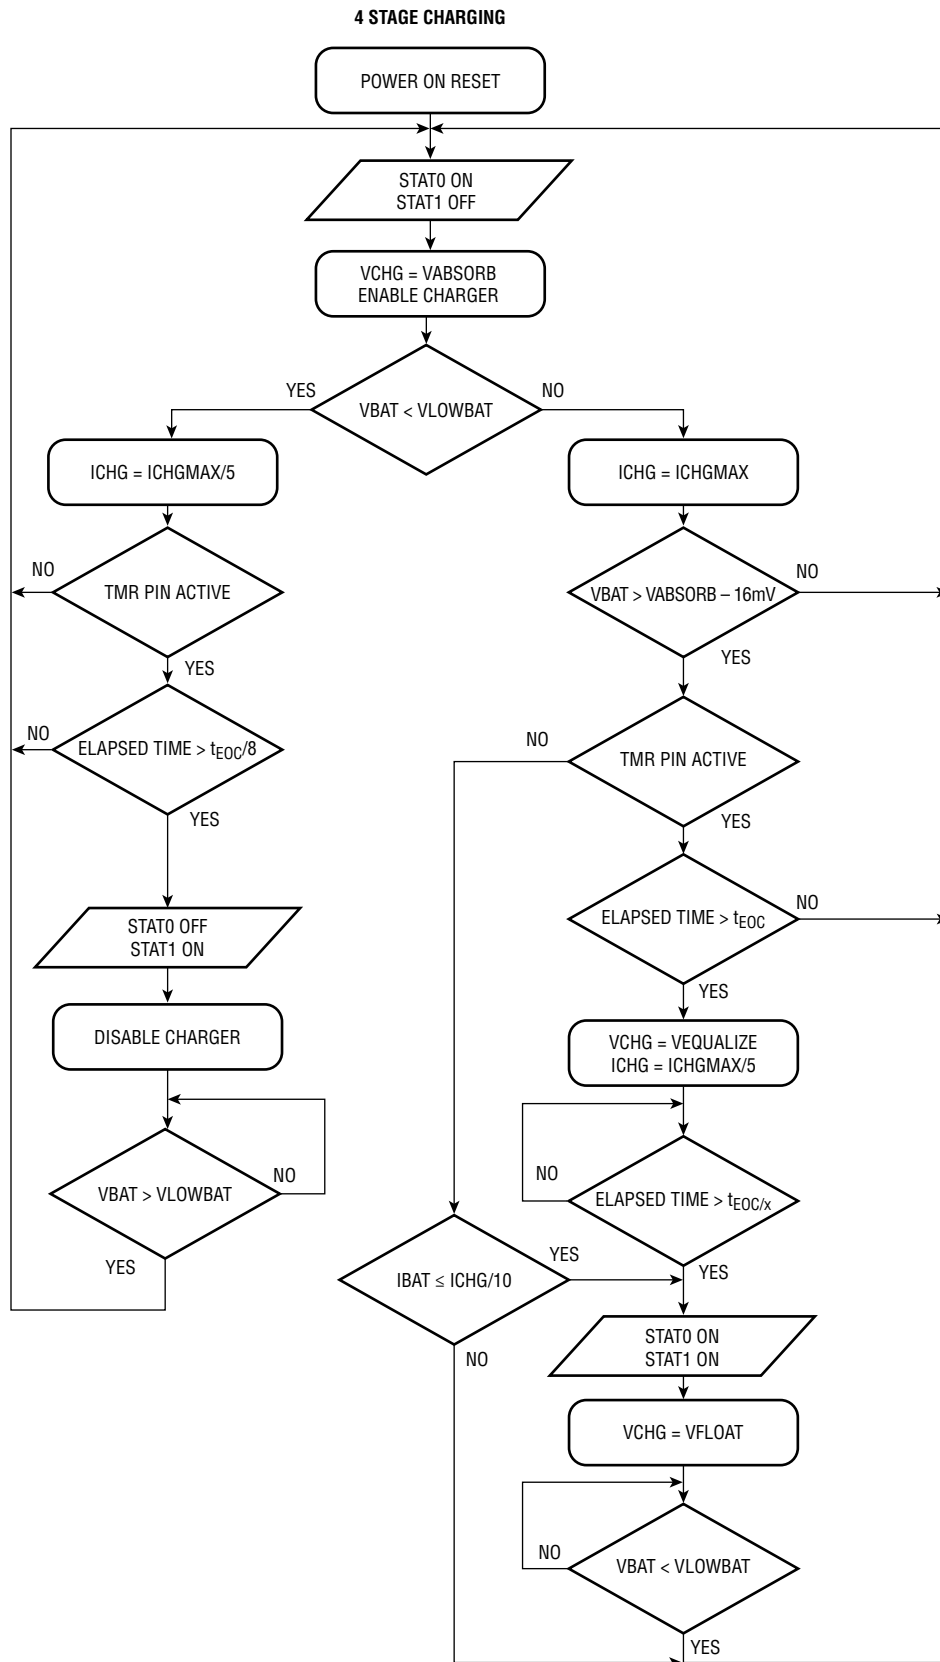 4 STAGE CHARGING
POWER ON RESET
STAT0 ON
STAT1 OFF
VCHG = VABSORB
ENABLE CHARGER
VBAT < VLOWBAT
YES
NO
ICHG = ICHGMAX/5
TMR PIN ACTIVE
NO
YES
ELAPSED TIME > tEOC/8
NO
YES
STAT0 OFF
STAT1 ON
DISABLE CHARGER
VBAT > VLOWBAT
NO
YES
ICHG = ICHGMAX
VBAT > VABSORB – 16mV
NO
YES
TMR PIN ACTIVE
NO
YES
ELAPSED TIME > tEOC
NO
YES
VCHG = VEQUALIZE
ICHG = ICHGMAX/5
ELAPSED TIME > tEOC/x
NO
YES
IBAT ≤ ICHG/10
YES
NO
STAT0 ON
STAT1 ON
VCHG = VFLOAT
VBAT < VLOWBAT
NO
YES